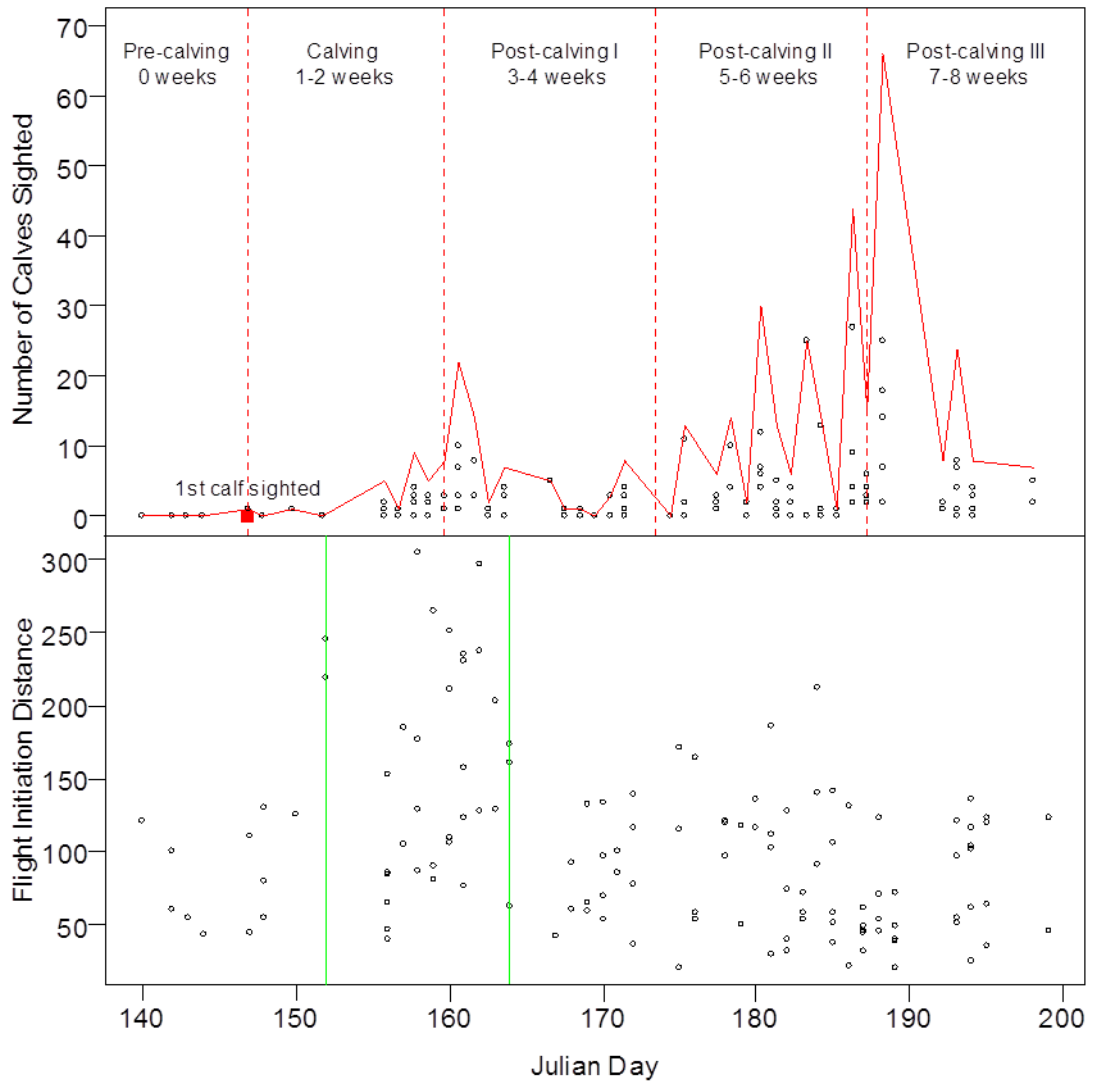 Number of Calves Sighted
70
60
50
40
30
20
10
0
Pre-calving
0 weeks
Calving
1-2 weeks
Post-calving I
3-4 weeks
Post-calving II
5-6 weeks
Post-calving III
7-8 weeks
1st calf sighted
Flight Initiation Distance
300
250
200
150
100
50
140
150
160
170
180
190
200
Julian Day